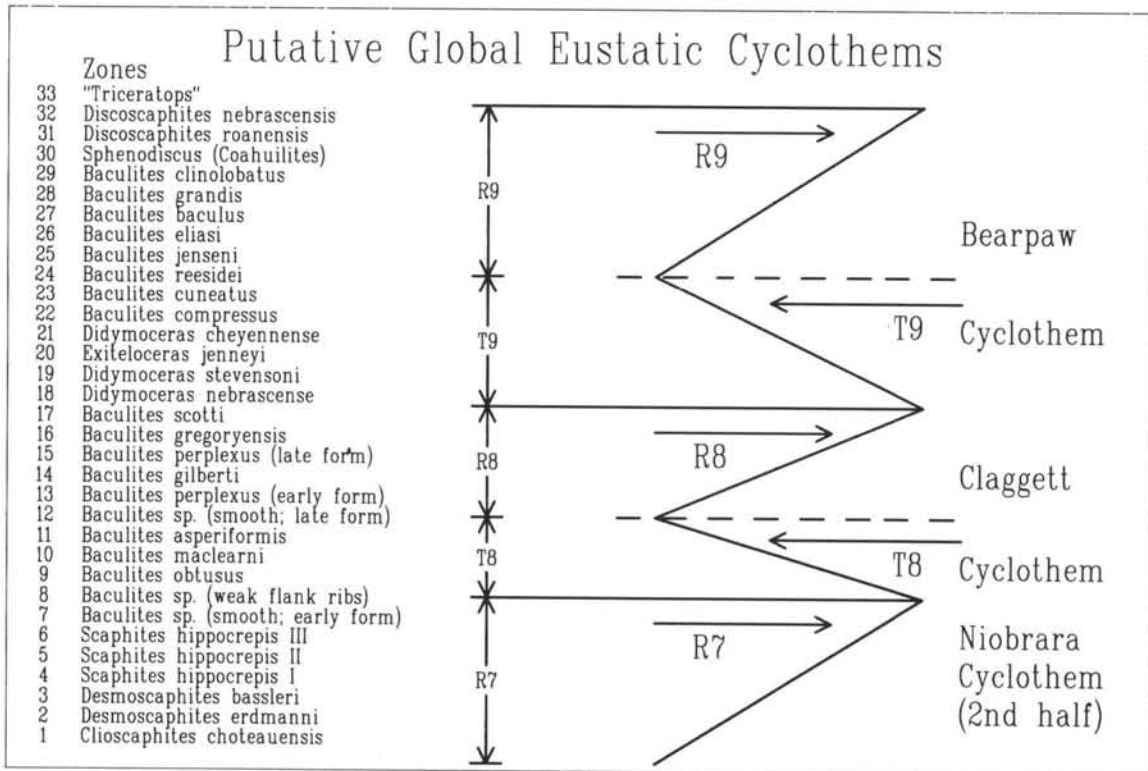 Putative Global Eustatic Cyclothems
Zones
33 "Triceratops"
32 Discoscaphites nebrascensis
31 Discoscaphites roanensis
30 Sphenodiscus (Coahuilites)
29 Baculites clinolobatus
28 Baculites grandis
27 Baculites baculus
26 Baculites eliasi
25 Baculites jenseni
24 Baculites reesidei
23 Baculites cuneatus
22 Baculites compressus
21 Didymoceras cheyennense
20 Exiteloceras jenneyi
19 Didymoceras stevensoni
18 Didymoceras nebrascense
17 Baculites scotti
16 Baculites gregoryensis
15 Baculites perplexus (late form)
14 Baculites gilberti
13 Baculites perplexus (early form)
12 Baculites sp. (smooth; late form)
11 Baculites asperiformis
10 Baculites maclearni
9 Baculites obtusus
8 Baculites sp. (weak flank ribs)
7 Baculites sp. (smooth; early form)
6 Scaphites hippocrepis III
5 Scaphites hippocrepis II
4 Scaphites hippocrepis I
3 Desmoscaphites bassleri
2 Desmoscaphites erdmanni
1 Clioscaphites choteauensis
R9
T9
R8
T8
R7
R9
T9
R8
T8
R7
Bearpaw
Cyclothem
Claggett
Cyclothem
Niobrara
Cyclothem
(2nd half)